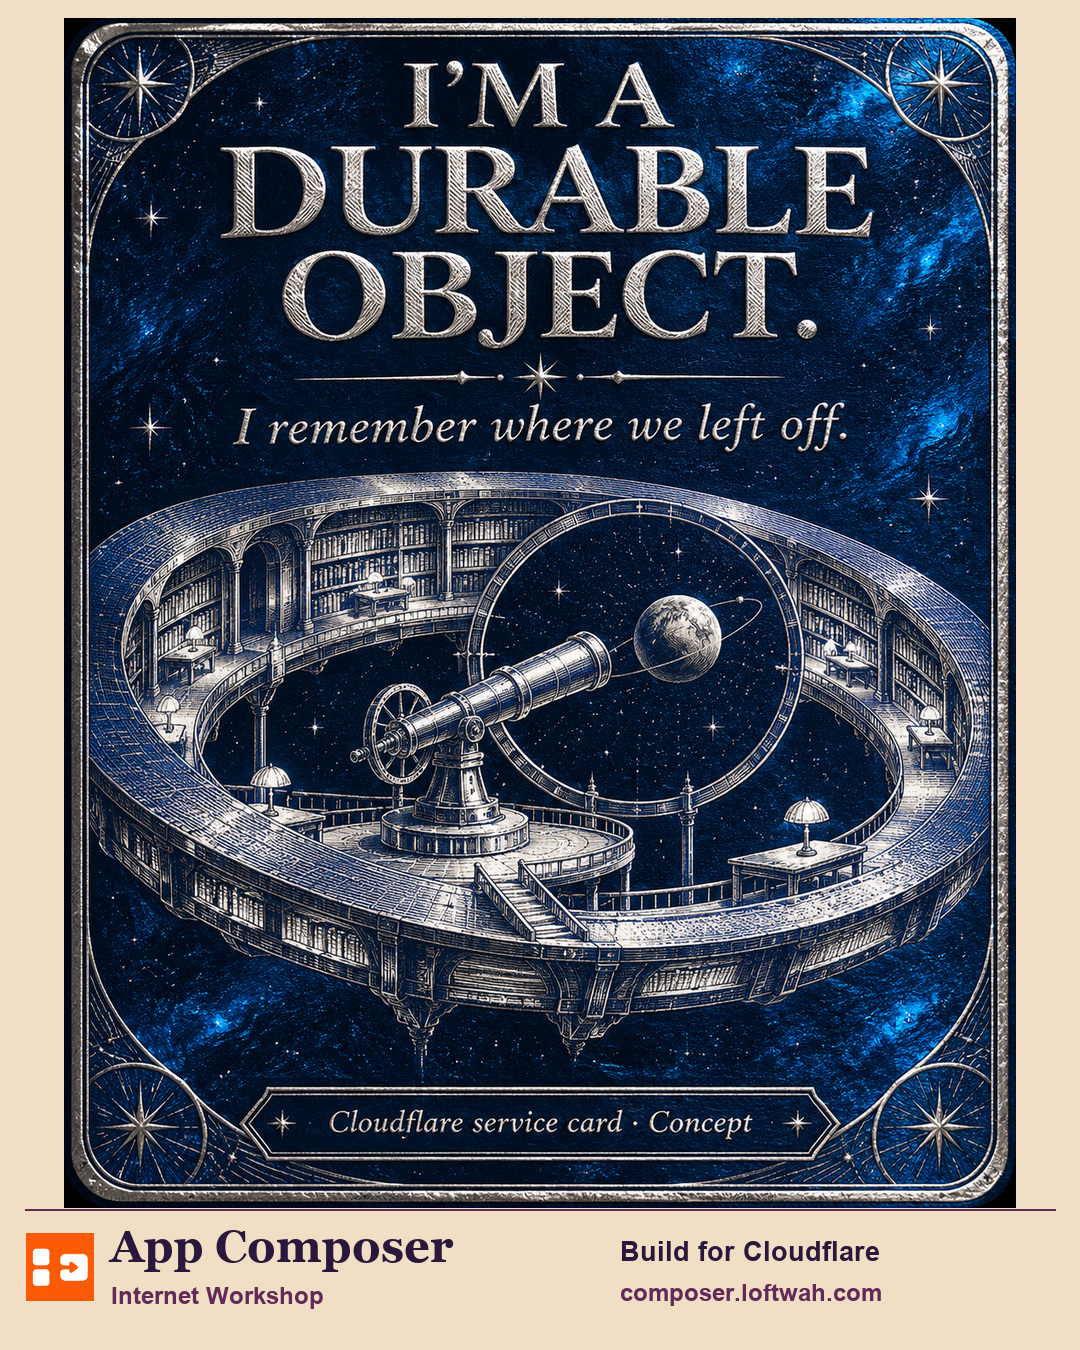 I’M A
DURABLE
OBJECT.
I remember where we left off.
Cloudflare service card · Concept
App Composer
Internet Workshop
Build for Cloudflare
composer.loftwah.com